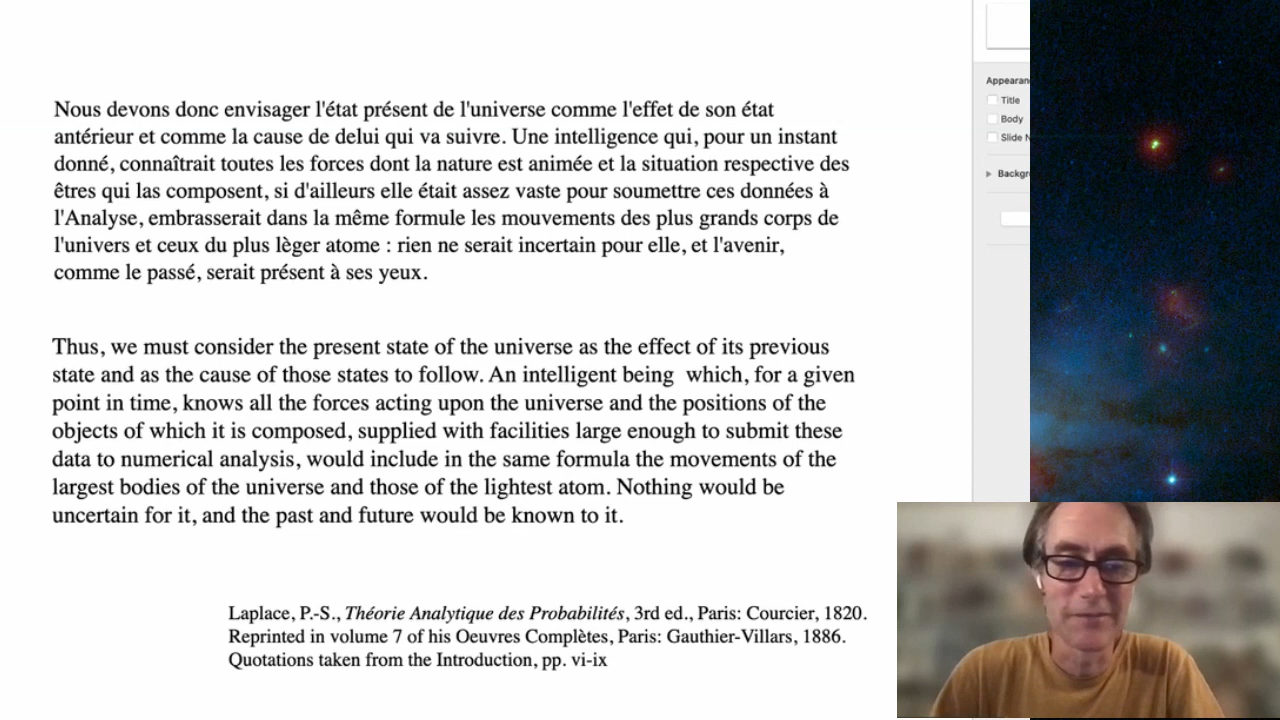 Nous devons donc envisager l'état présent de l'universe comme l'effet de son état
antérieur et comme la cause de delui qui va suivre. Une intelligence qui, pour un instant
donné, connaîtrait toutes les forces dont la nature est animée et la situation respective des
êtres qui las composent, si d'ailleurs elle était assez vaste pour soumettre ces données à
l'Analyse, embrasserait dans la même formule les mouvements des plus grands corps de
l'univers et ceux du plus lèger atome : rien ne serait incertain pour elle, et l'avenir,
comme le passé, serait présent à ses yeux.
Thus, we must consider the present state of the universe as the effect of its previous
state and as the cause of those states to follow. An intelligent being  which, for a given
point in time, knows all the forces acting upon the universe and the positions of the
objects of which it is composed, supplied with facilities large enough to submit these
data to numerical analysis, would include in the same formula the movements of the
largest bodies of the universe and those of the lightest atom. Nothing would be
uncertain for it, and the past and future would be known to it.
Laplace, P.-S., Théorie Analytique des Probabilités, 3rd ed., Paris: Courcier, 1820.
Reprinted in volume 7 of his Oeuvres Complètes, Paris: Gauthier-Villars, 1886.
Quotations taken from the Introduction, pp. vi-ix
Appearan
Title
Body
Slide N
Backgr